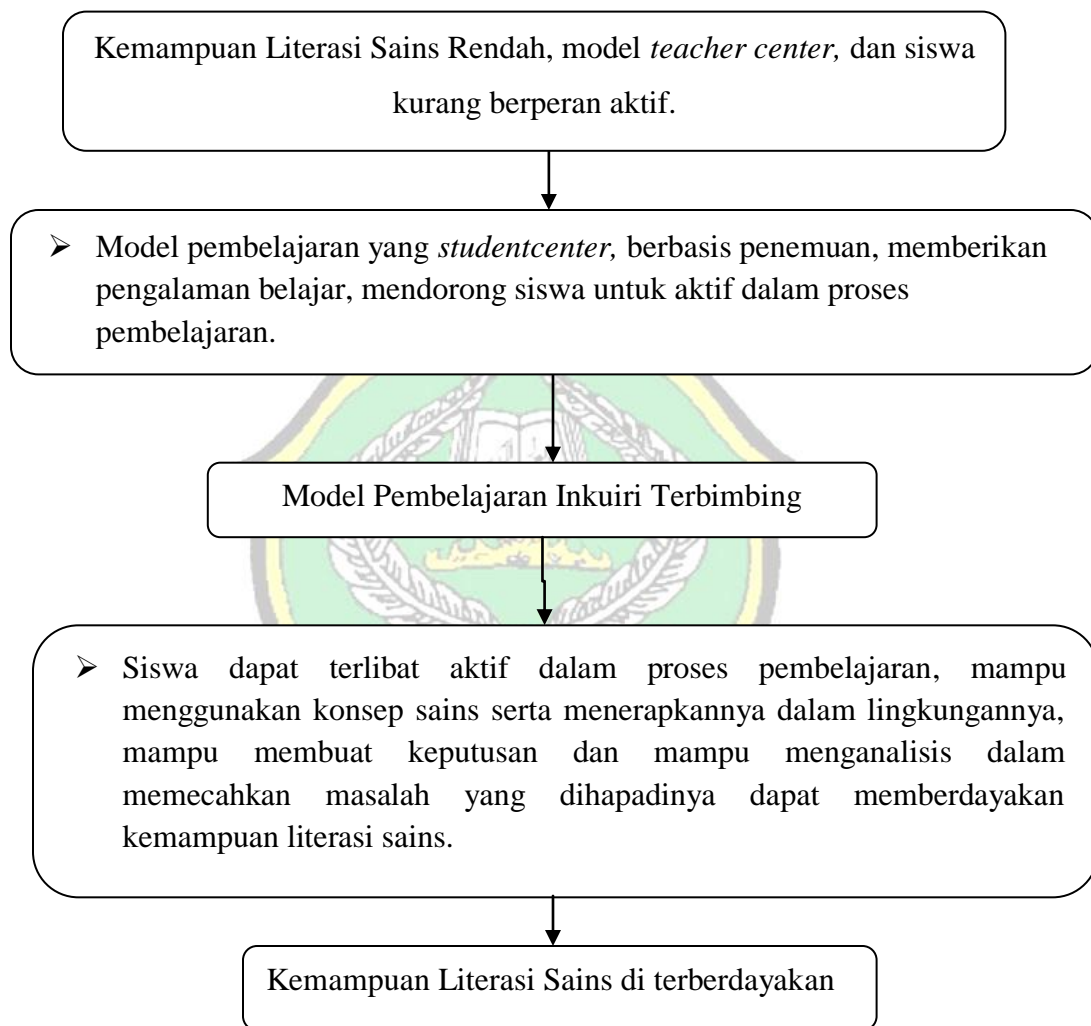 Kemampuan Literasi Sains Rendah, model teacher center, dan siswa
kurang berperan aktif.
➢ Model pembelajaran yang studentcenter, berbasis penemuan, memberikan
pengalaman belajar, mendorong siswa untuk aktif dalam proses
pembelajaran.
Model Pembelajaran Inkuiri Terbimbing
➢ Siswa dapat terlibat aktif dalam proses pembelajaran, mampu
menggunakan konsep sains serta menerapkannya dalam lingkungannya,
mampu membuat keputusan dan mampu menganalisis dalam
memecahkan masalah yang dihapadinya dapat memberdayakan
kemampuan literasi sains.
Kemampuan Literasi Sains di terberdayakan